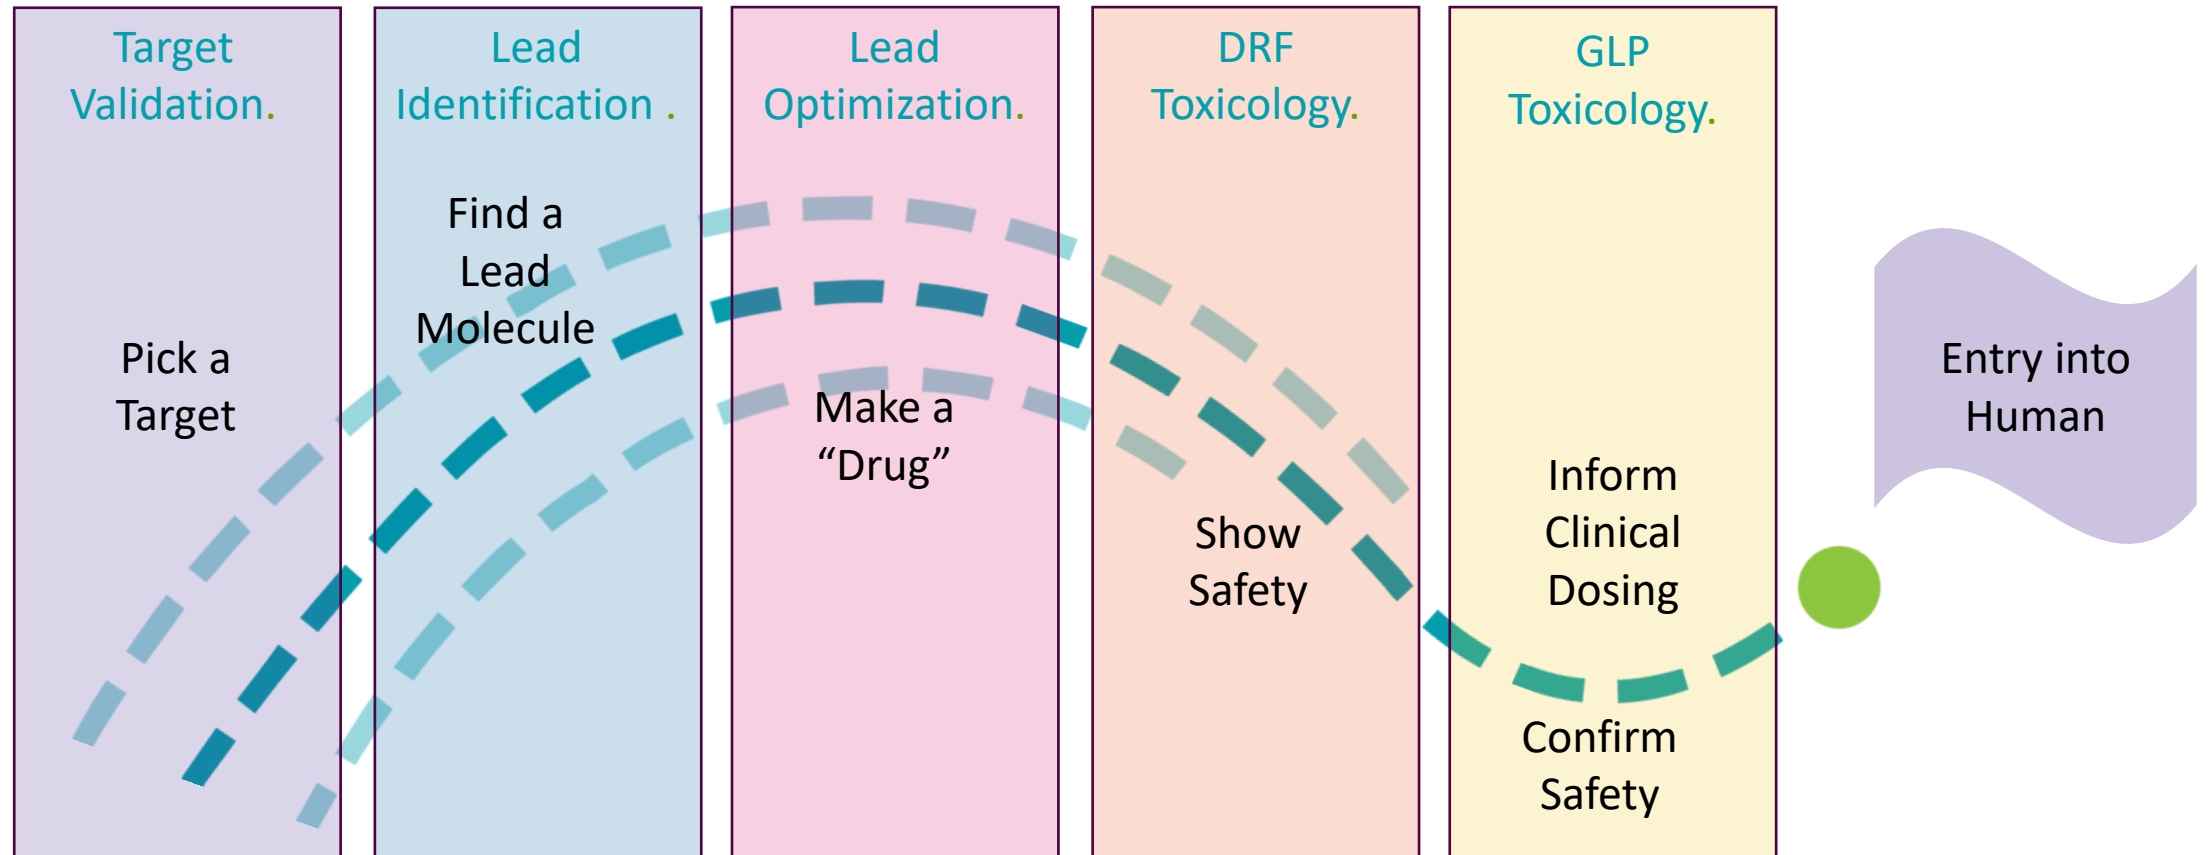 Target
Validation.
Lead
Identification .
Lead
Optimization.
DRF
Toxicology.
GLP
Toxicology.
Pick a
Target
Find a
Lead
Molecule
Make a
“Drug”
Show
Safety
Inform
Clinical
Dosing
Confirm
Safety
Entry into
Human